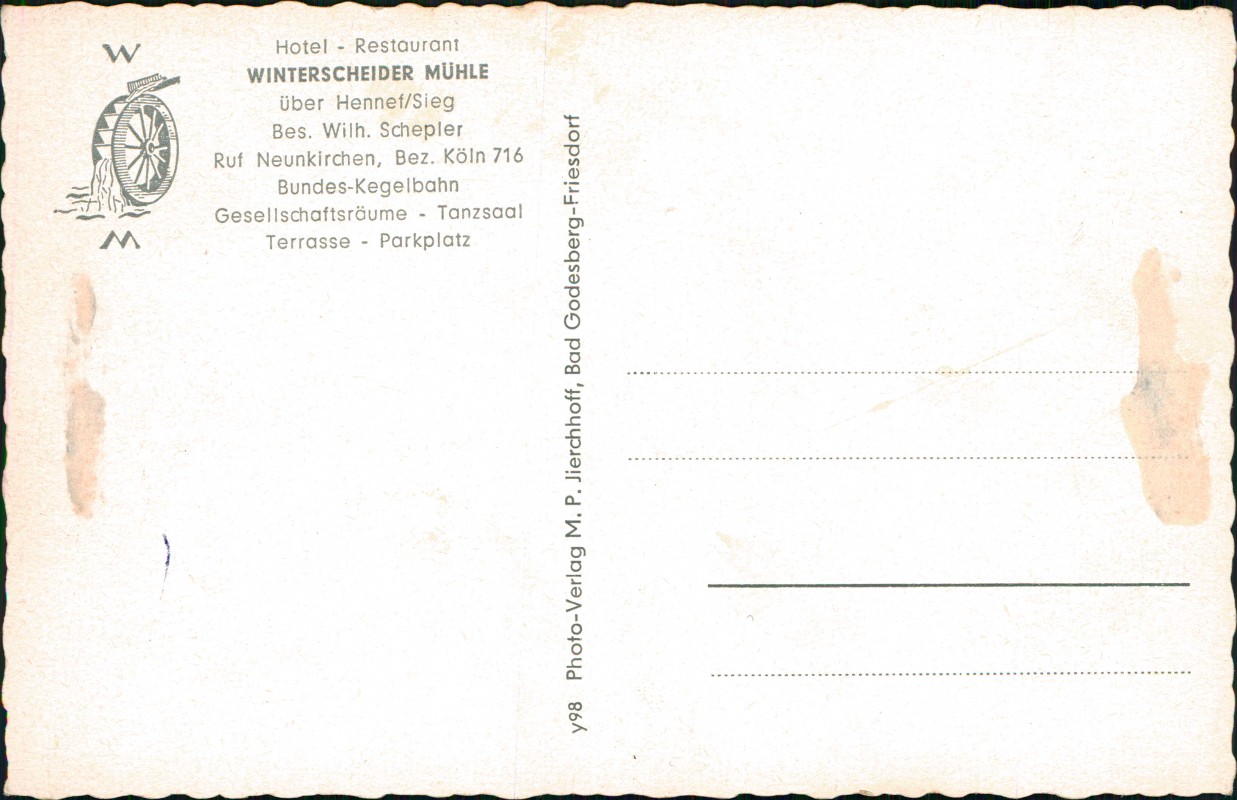 W
Hotel - Restaurant
WINTERSCHEIDER MÜHLE
über Hennef/Sieg
Bes. Wilh. Schepler
Ruf Neunkirchen, Bez. Köln 716
Bundes-Kegelbahn
Gesellschaftsräume - Tanzsaal
Terrasse - Parkplatz
M
y98 Photo-Verlag M. P. Jierchhoff, Bad Godesberg-Friesdorf